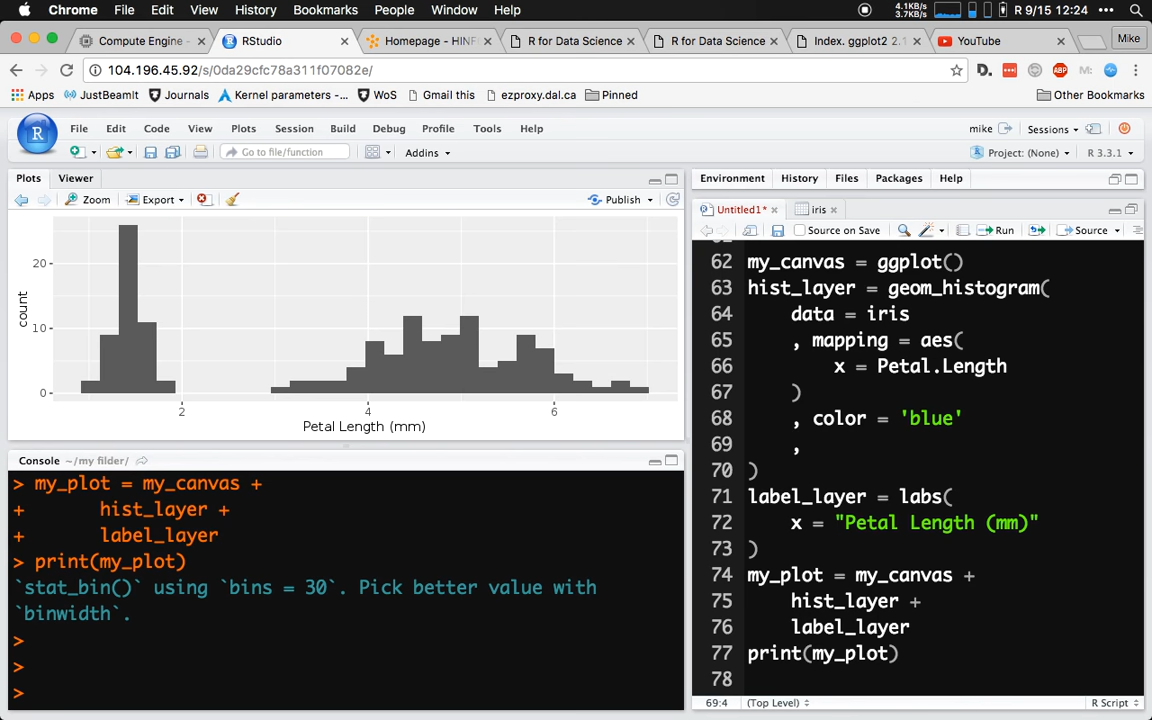 Chrome File Edit View History Bookmarks People Window Help 4.1KB/s 3.7KB/s R 9/15 12:24
Compute Engine - RStudio Homepage - HINF R for Data Science R for Data Science Index. ggplot2 2.1 YouTube Mike
104.196.45.92/s/0da29cfc78a311f07082e/ D. ABP M:
Apps JustBeamIt Journals Kernel parameters -... WoS Gmail this ezproxy.dal.ca Pinned Other Bookmarks
R File Edit Code View Plots Session Build Debug Profile Tools Help mike Sessions
Go to file/function Addins Project: (None) R 3.3.1
Plots Viewer
Zoom Export Publish
20
10
0
count
2 4 6
Petal Length (mm)
Console ~/my filder/
> my_plot = my_canvas +
+ hist_layer +
+ label_layer
> print(my_plot)
`stat_bin()` using `bins = 30`. Pick better value with
`binwidth`.
>
>
>
Environment History Files Packages Help
Untitled1* iris
Source on Save Run Source
62 my_canvas = ggplot()
63 hist_layer = geom_histogram(
64 data = iris
65 , mapping = aes(
66 x = Petal.Length
67 )
68 , color = 'blue'
69 ,
70 )
71 label_layer = labs(
72 x = "Petal Length (mm)"
73 )
74 my_plot = my_canvas +
75 hist_layer +
76 label_layer
77 print(my_plot)
78
69:4 (Top Level) R Script